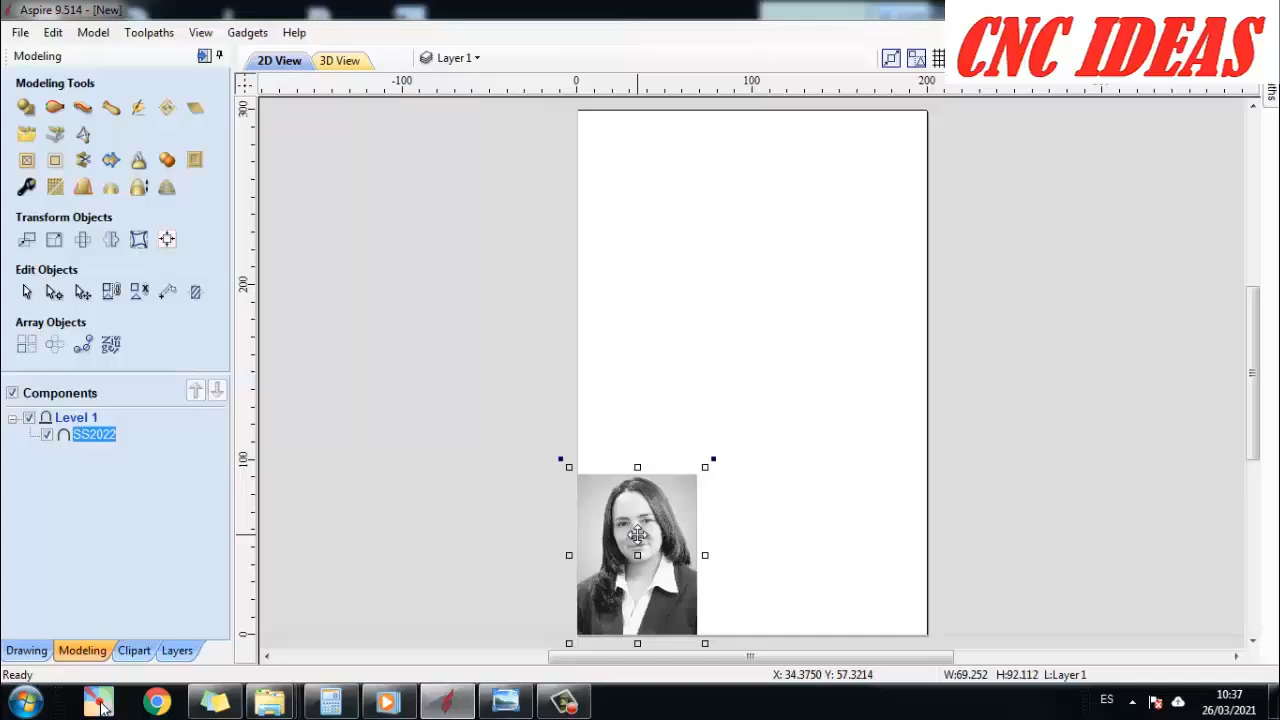 Aspire 9.514 - [New]
CNC IDEAS
File Edit Model Toolpaths View Gadgets Help
Modeling
2D View 3D View Layer 1
-100 0 100 200
Modeling Tools
300
Transform Objects
Edit Objects
200
Array Objects
Components
Level 1
SS2022
100
0
Drawing Modeling Clipart Layers
Ready X: 34.3750 Y: 57.3214 W:69.252 H:92.112 L:Layer1
ES 10:37
26/03/2021